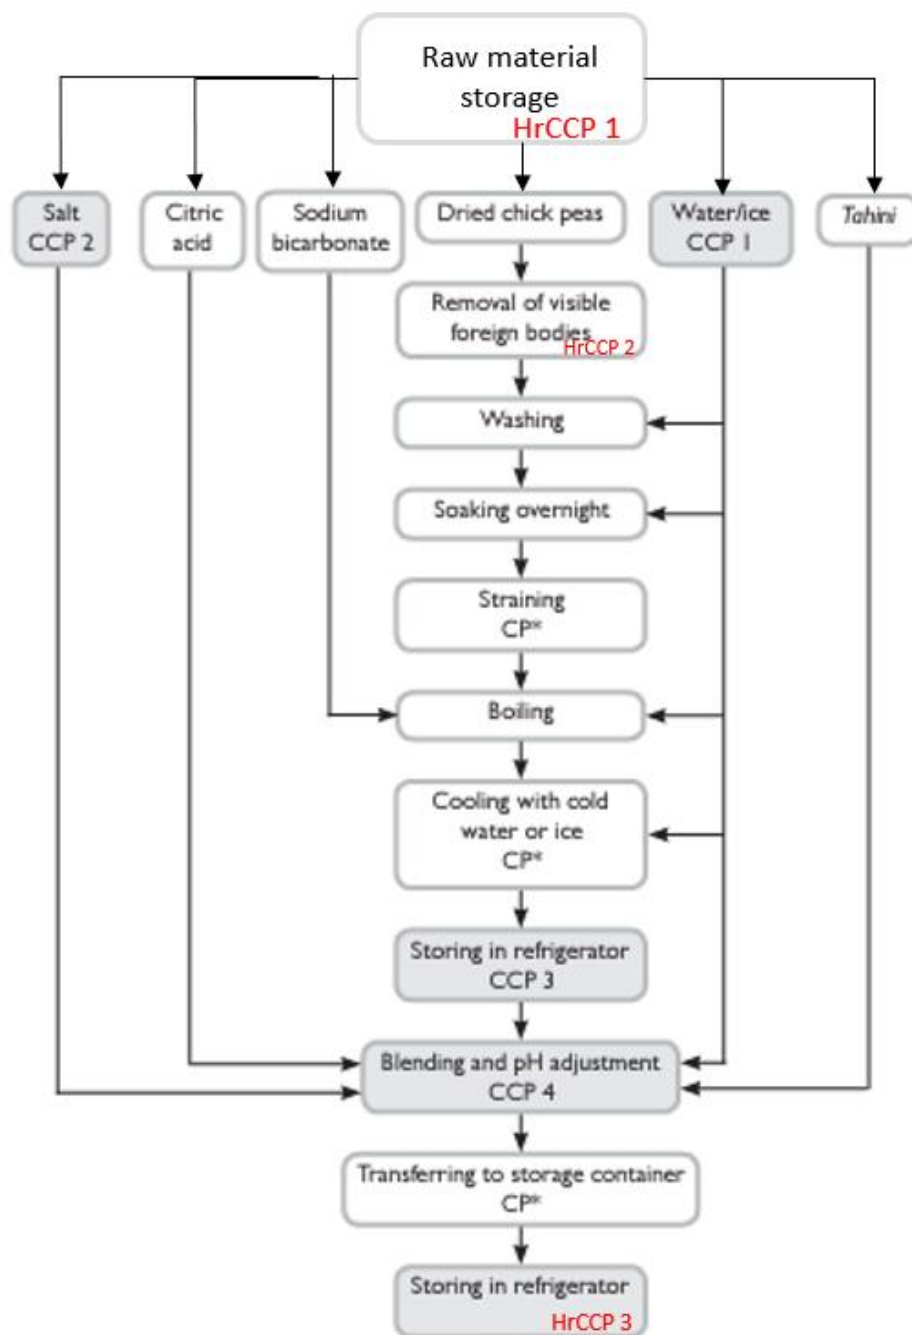 Raw material
storage
HrCCP 1
Salt
CCP 2
Citric
acid
Sodium
bicarbonate
Dried chick peas
Water/ice
CCP 1
Tahini
Removal of visible
foreign bodies
HrCCP 2
Washing
Soaking overnight
Straining
CP*
Boiling
Cooling with cold
water or ice
CP*
Storing in refrigerator
CCP 3
Blending and pH adjustment
CCP 4
Transferring to storage container
CP*
Storing in refrigerator
HrCCP 3